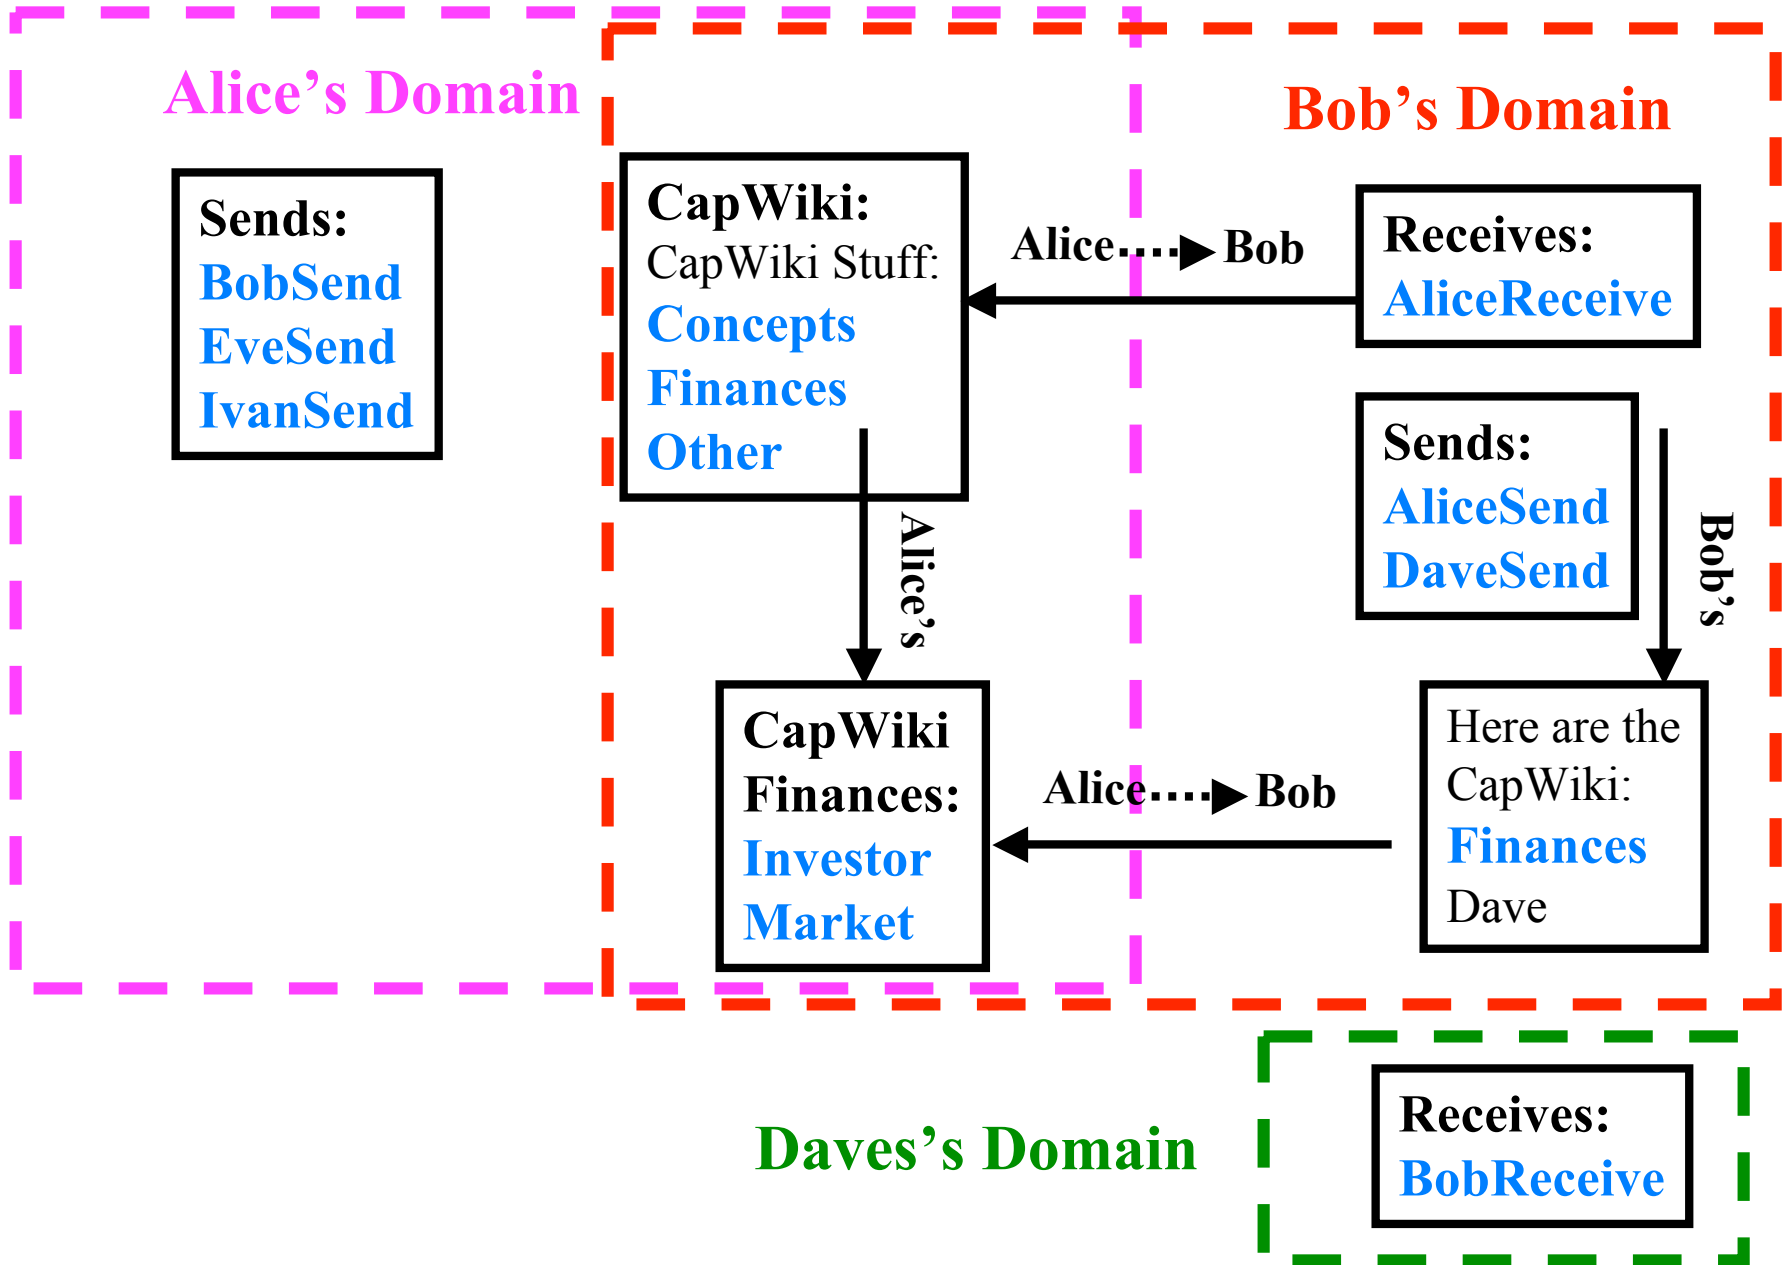 Alice’s Domain
Bob’s Domain
Sends:
BobSend
EveSend
IvanSend
CapWiki:
CapWiki Stuff:
Concepts
Finances
Other
Alice
Bob
Receives:
AliceReceive
Sends:
AliceSend
DaveSend
Alice’s
Bob’s
CapWiki
Finances:
Investor
Market
Alice
Bob
Here are the
CapWiki:
Finances
Dave
Daves’s Domain
Receives:
BobReceive